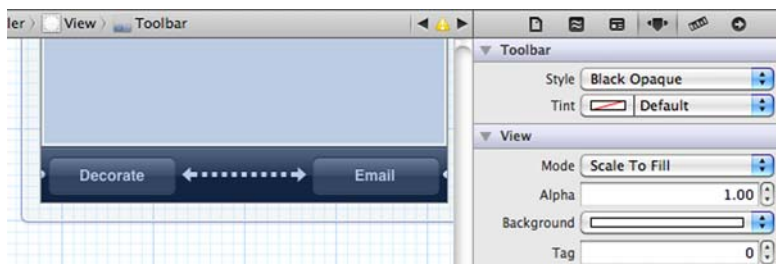 ler View Toolbar
Toolbar
Style Black Opaque
Tint Default
View
Mode Scale To Fill
Alpha 1.00
Background
Tag 0
Decorate Email